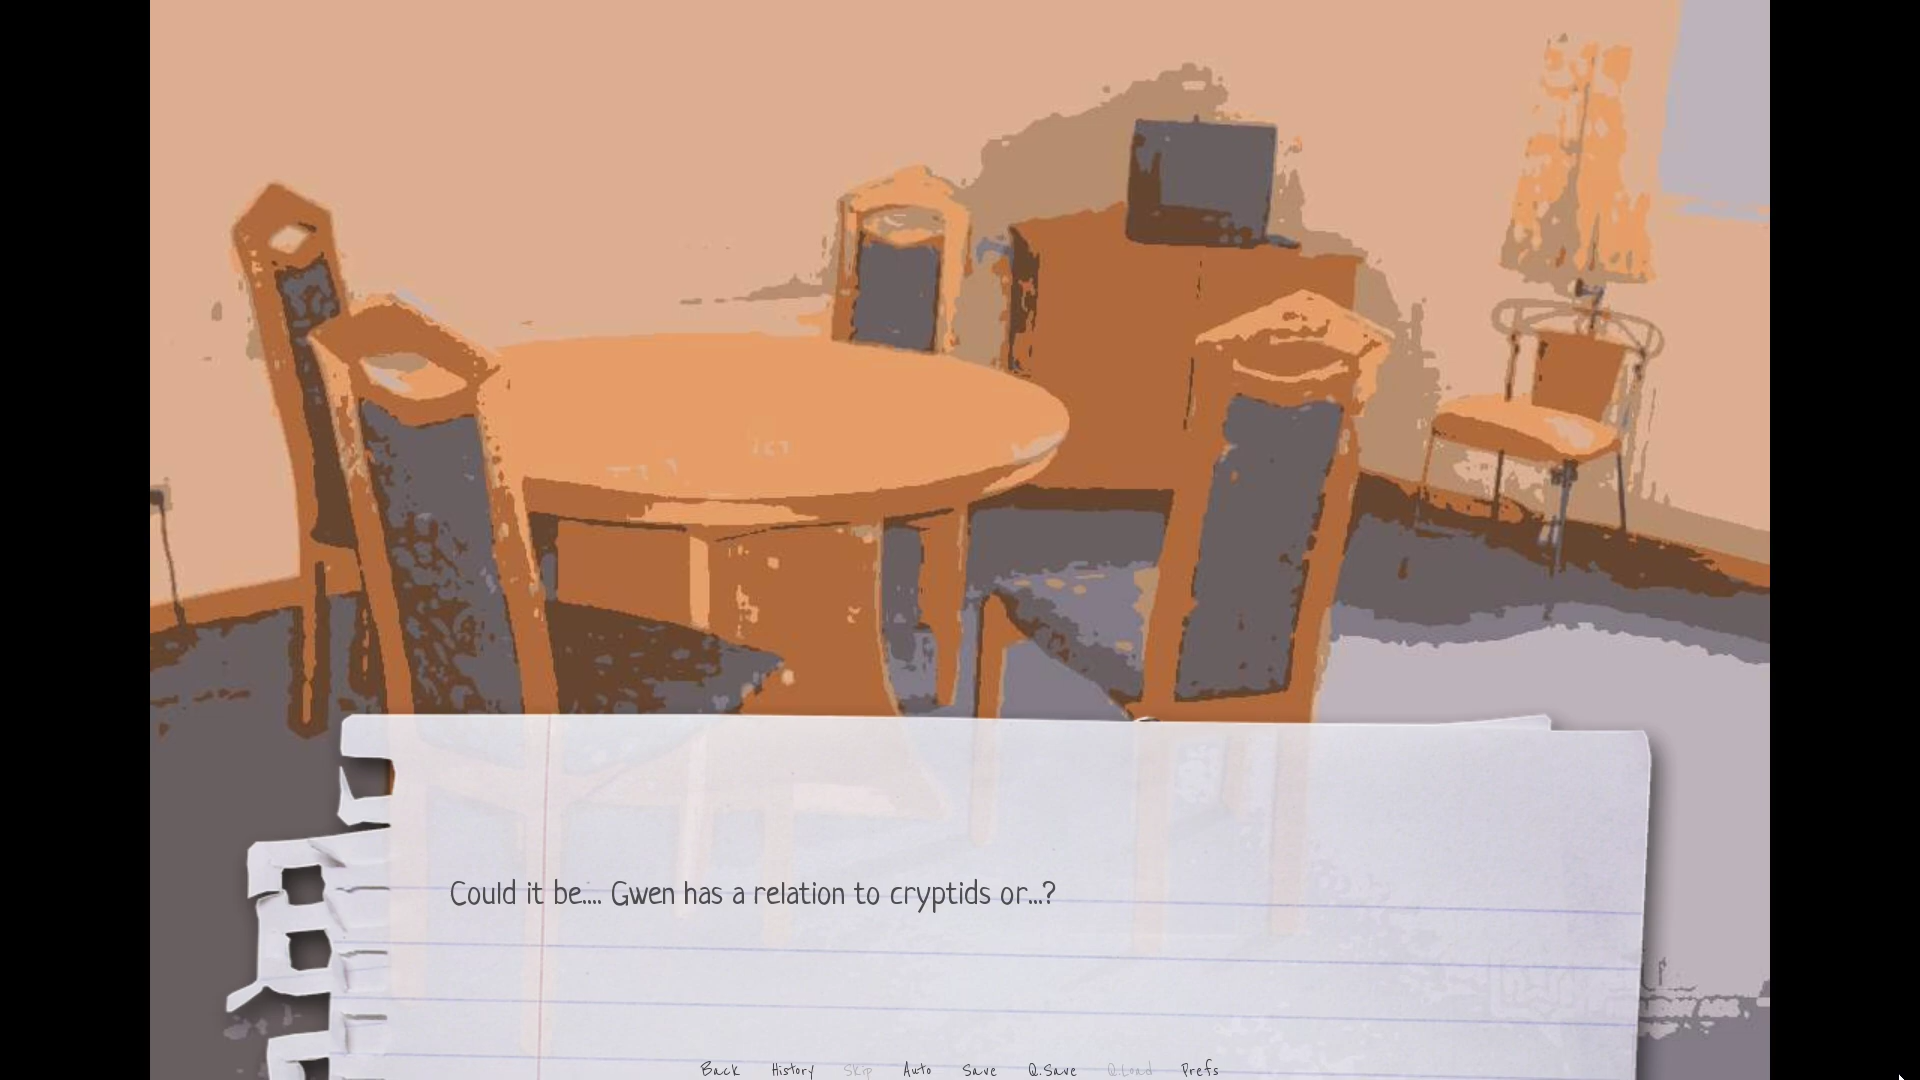 Could it be.... Gwen has a relation to cryptids or...?
Back History Skip Auto Save Q.Save Q.Load Prefs